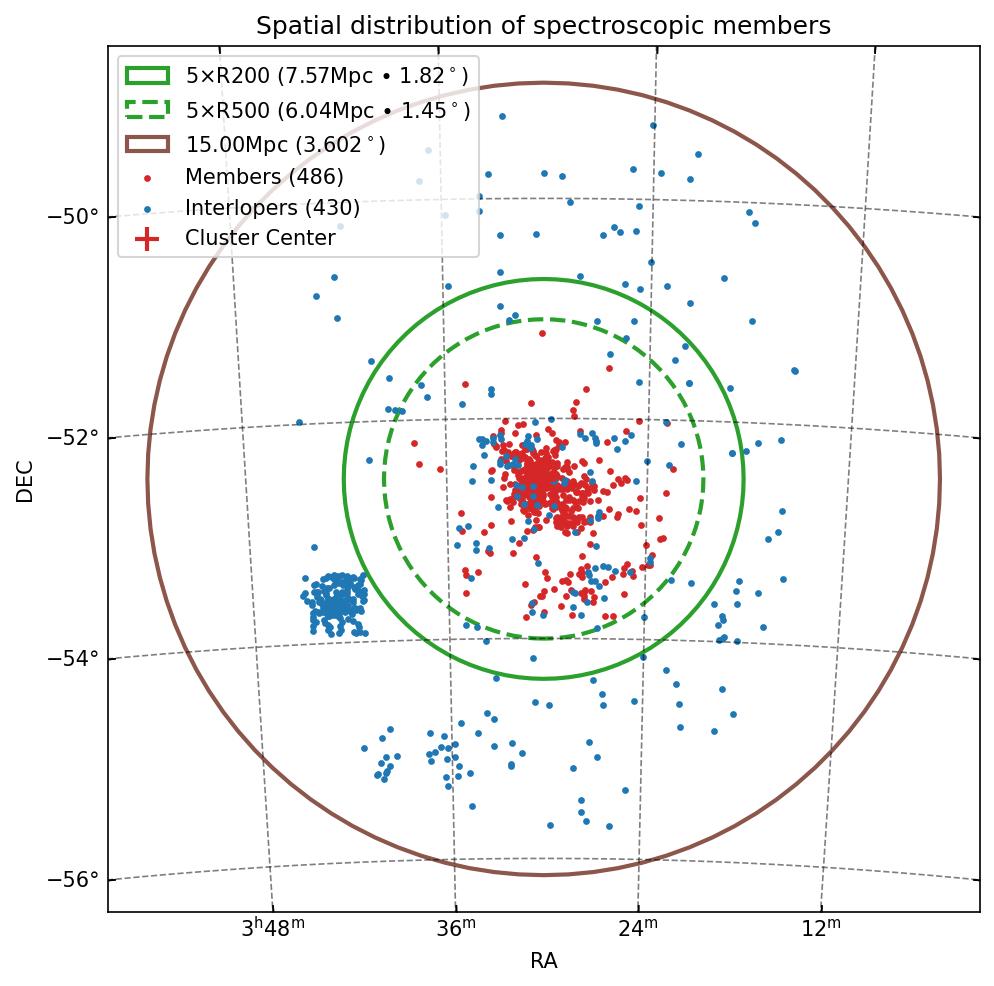 Spatial distribution of spectroscopic members
5×R200 (7.57Mpc • 1.82°)
5×R500 (6.04Mpc • 1.45°)
15.00Mpc (3.602°)
Members (486)
Interlopers (430)
Cluster Center
DEC
−50°
−52°
−54°
−56°
3ʰ48ᵐ 36ᵐ 24ᵐ 12ᵐ
RA